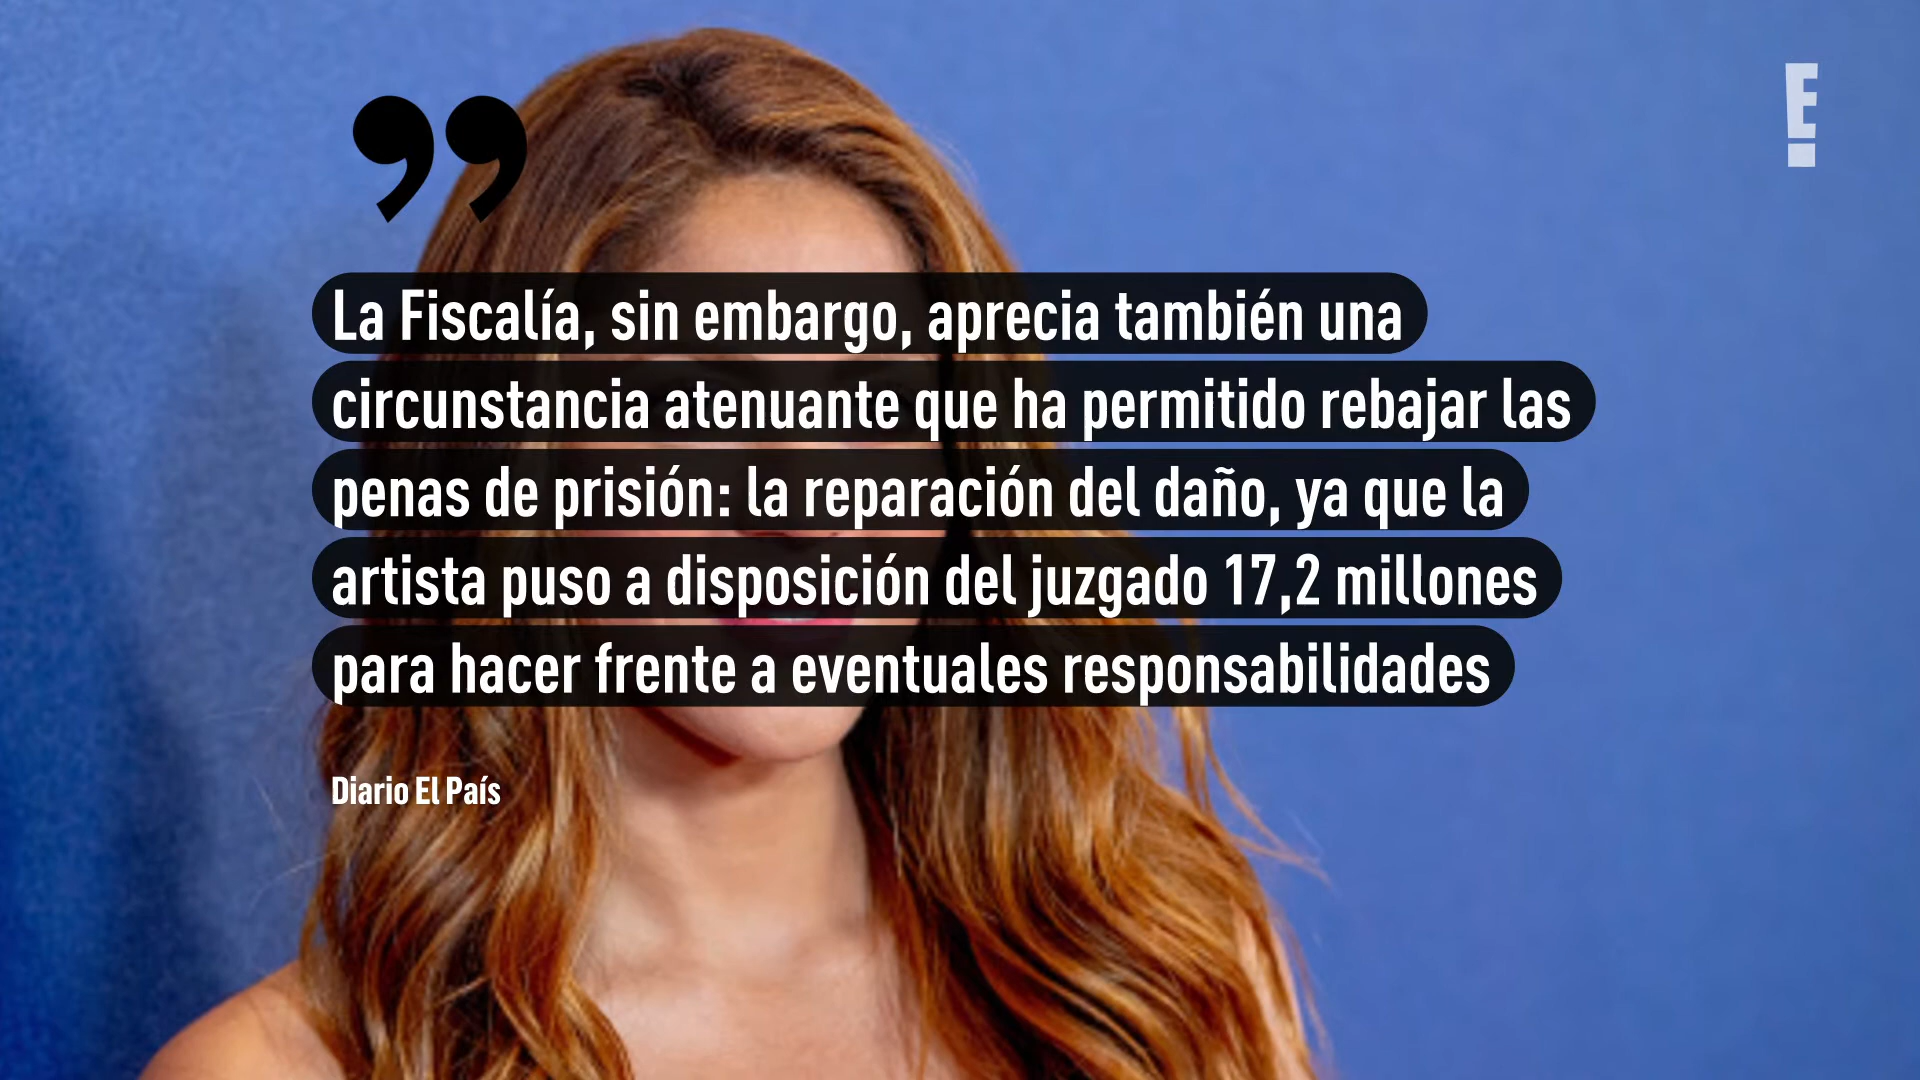 ”
E!
La Fiscalía, sin embargo, aprecia también una
circunstancia atenuante que ha permitido rebajar las
penas de prisión: la reparación del daño, ya que la
artista puso a disposición del juzgado 17,2 millones
para hacer frente a eventuales responsabilidades
Diario El País